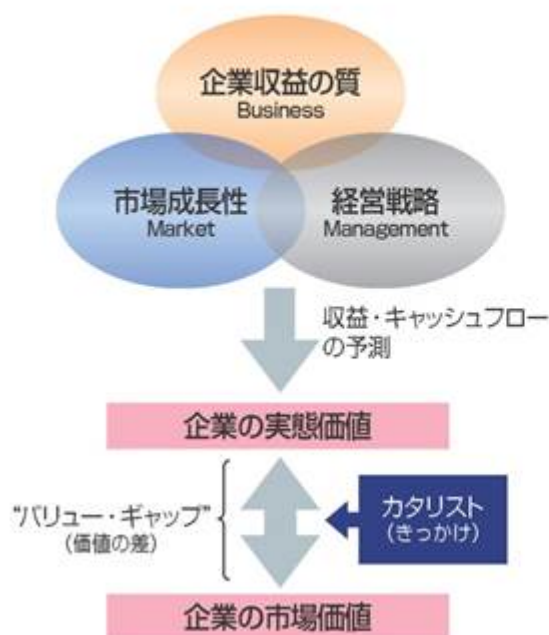 企業収益の質
Business
市場成長性
Market
経営戦略
Management
収益・キャッシュフロー
の予測
企業の実態価値
“バリュー・ギャップ”
(価値の差)
カタリスト
(きっかけ)
企業の市場価値